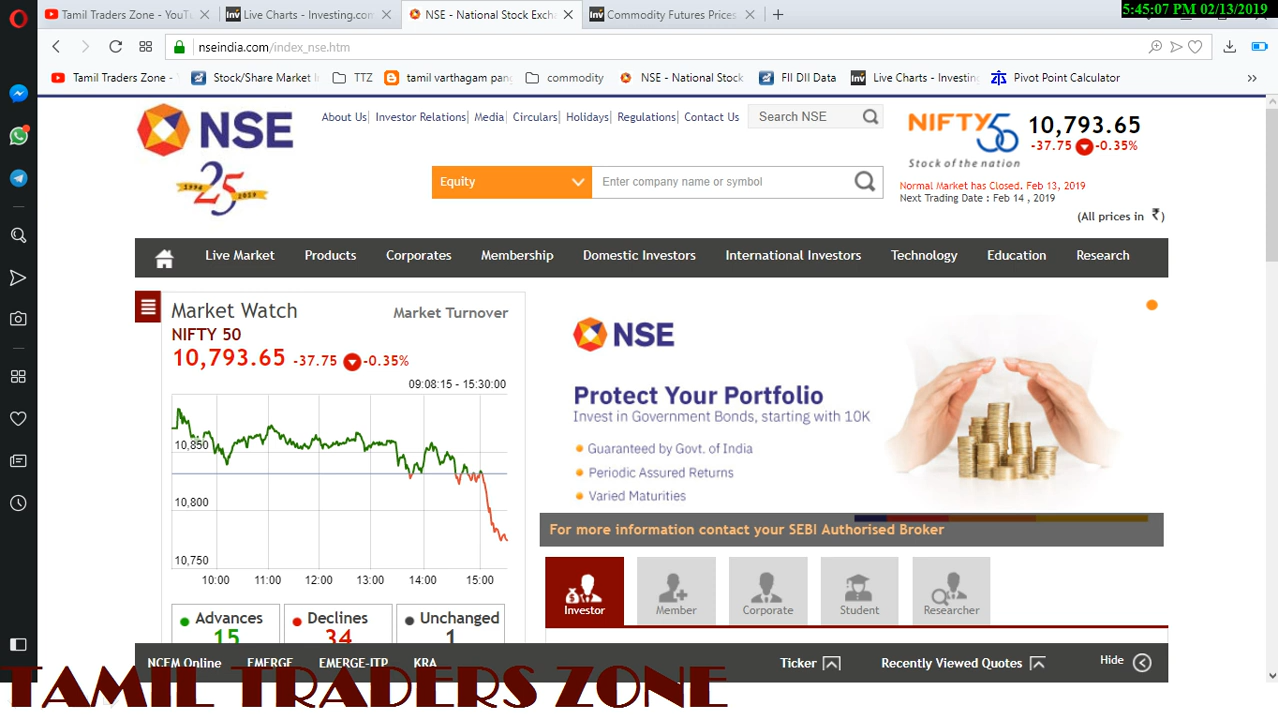 5:45:07 PM 02/13/2019
Tamil Traders Zone - YouT
Live Charts - Investing.com
NSE - National Stock Exch
Commodity Futures Prices
nseindia.com/index_nse.htm
Tamil Traders Zone -
Stock/Share Market I
TTZ
tamil varthagam pan
commodity
NSE - National Stock
FII DII Data
Live Charts - Investin
Pivot Point Calculator
NSE
1994 25 2019
About Us| Investor Relations| Media| Circulars| Holidays| Regulations| Contact Us
Search NSE
Equity
Enter company name or symbol
NIFTY 50
Stock of the nation
10,793.65
-37.75 -0.35%
Normal Market has Closed. Feb 13, 2019
Next Trading Date : Feb 14 , 2019
(All prices in ₹)
Live Market
Products
Corporates
Membership
Domestic Investors
International Investors
Technology
Education
Research
Market Watch
Market Turnover
NIFTY 50
10,793.65 -37.75 -0.35%
09:08:15 - 15:30:00
10,850
10,800
10,750
10:00 11:00 12:00 13:00 14:00 15:00
Advances
15
Declines
34
Unchanged
1
NSE
Protect Your Portfolio
Invest in Government Bonds, starting with 10K
Guaranteed by Govt. of India
Periodic Assured Returns
Varied Maturities
For more information contact your SEBI Authorised Broker
Investor
Member
Corporate
Student
Researcher
NCFM Online
EMERGE
EMERGE-ITP
KRA
Ticker
Recently Viewed Quotes
Hide
TAMIL TRADERS ZONE